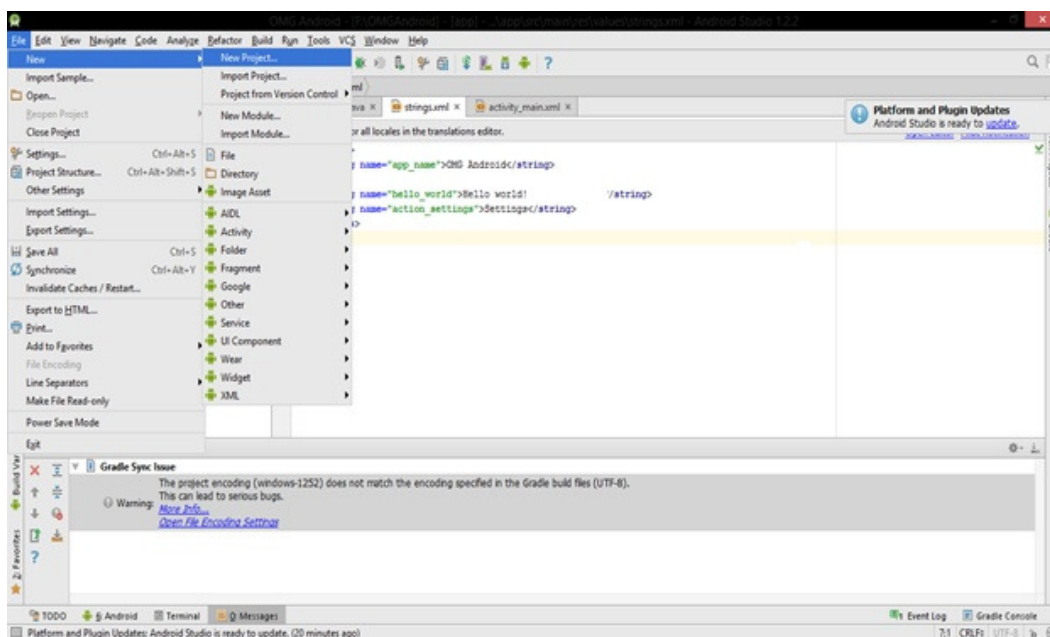 OMG Android - [F:\OMGAndroid] - [app] - ...\app\src\main\res\values\strings.xml - Android Studio 1.2.2
File Edit View Navigate Code Analyze Refactor Build Run Tools VCS Window Help
New
Import Sample...
Open...
Reopen Project
Close Project
Settings... Ctrl+Alt+S
Project Structure... Ctrl+Alt+Shift+S
Other Settings
Import Settings...
Export Settings...
Save All Ctrl+S
Synchronize Ctrl+Alt+Y
Invalidate Caches / Restart...
Export to HTML...
Print...
Add to Favorites
File Encoding
Line Separators
Make File Read-only
Power Save Mode
Exit
New Project...
Import Project...
Project from Version Control
New Module...
Import Module...
File
Directory
Image Asset
AIDL
Activity
Folder
Fragment
Google
Other
Service
UI Component
Wear
Widget
XML
ml
ava × strings.xml × activity_main.xml ×
or all locales in the translations editor.
name="app_name">OMG Android</string>
name="hello_world">Hello world! /string>
name="action_settings">Settings</string>
Platform and Plugin Updates
Android Studio is ready to update.
Gradle Sync Issue
Warning: The project encoding (windows-1252) does not match the encoding specified in the Gradle build files (UTF-8).
This can lead to serious bugs.
More Info...
Open File Encoding Settings
Build Var
2: Favorites
TODO 6: Android Terminal 0: Messages Event Log Gradle Console
Platform and Plugin Updates: Android Studio is ready to update. (20 minutes ago) 7:1 CRLF: UTF-8